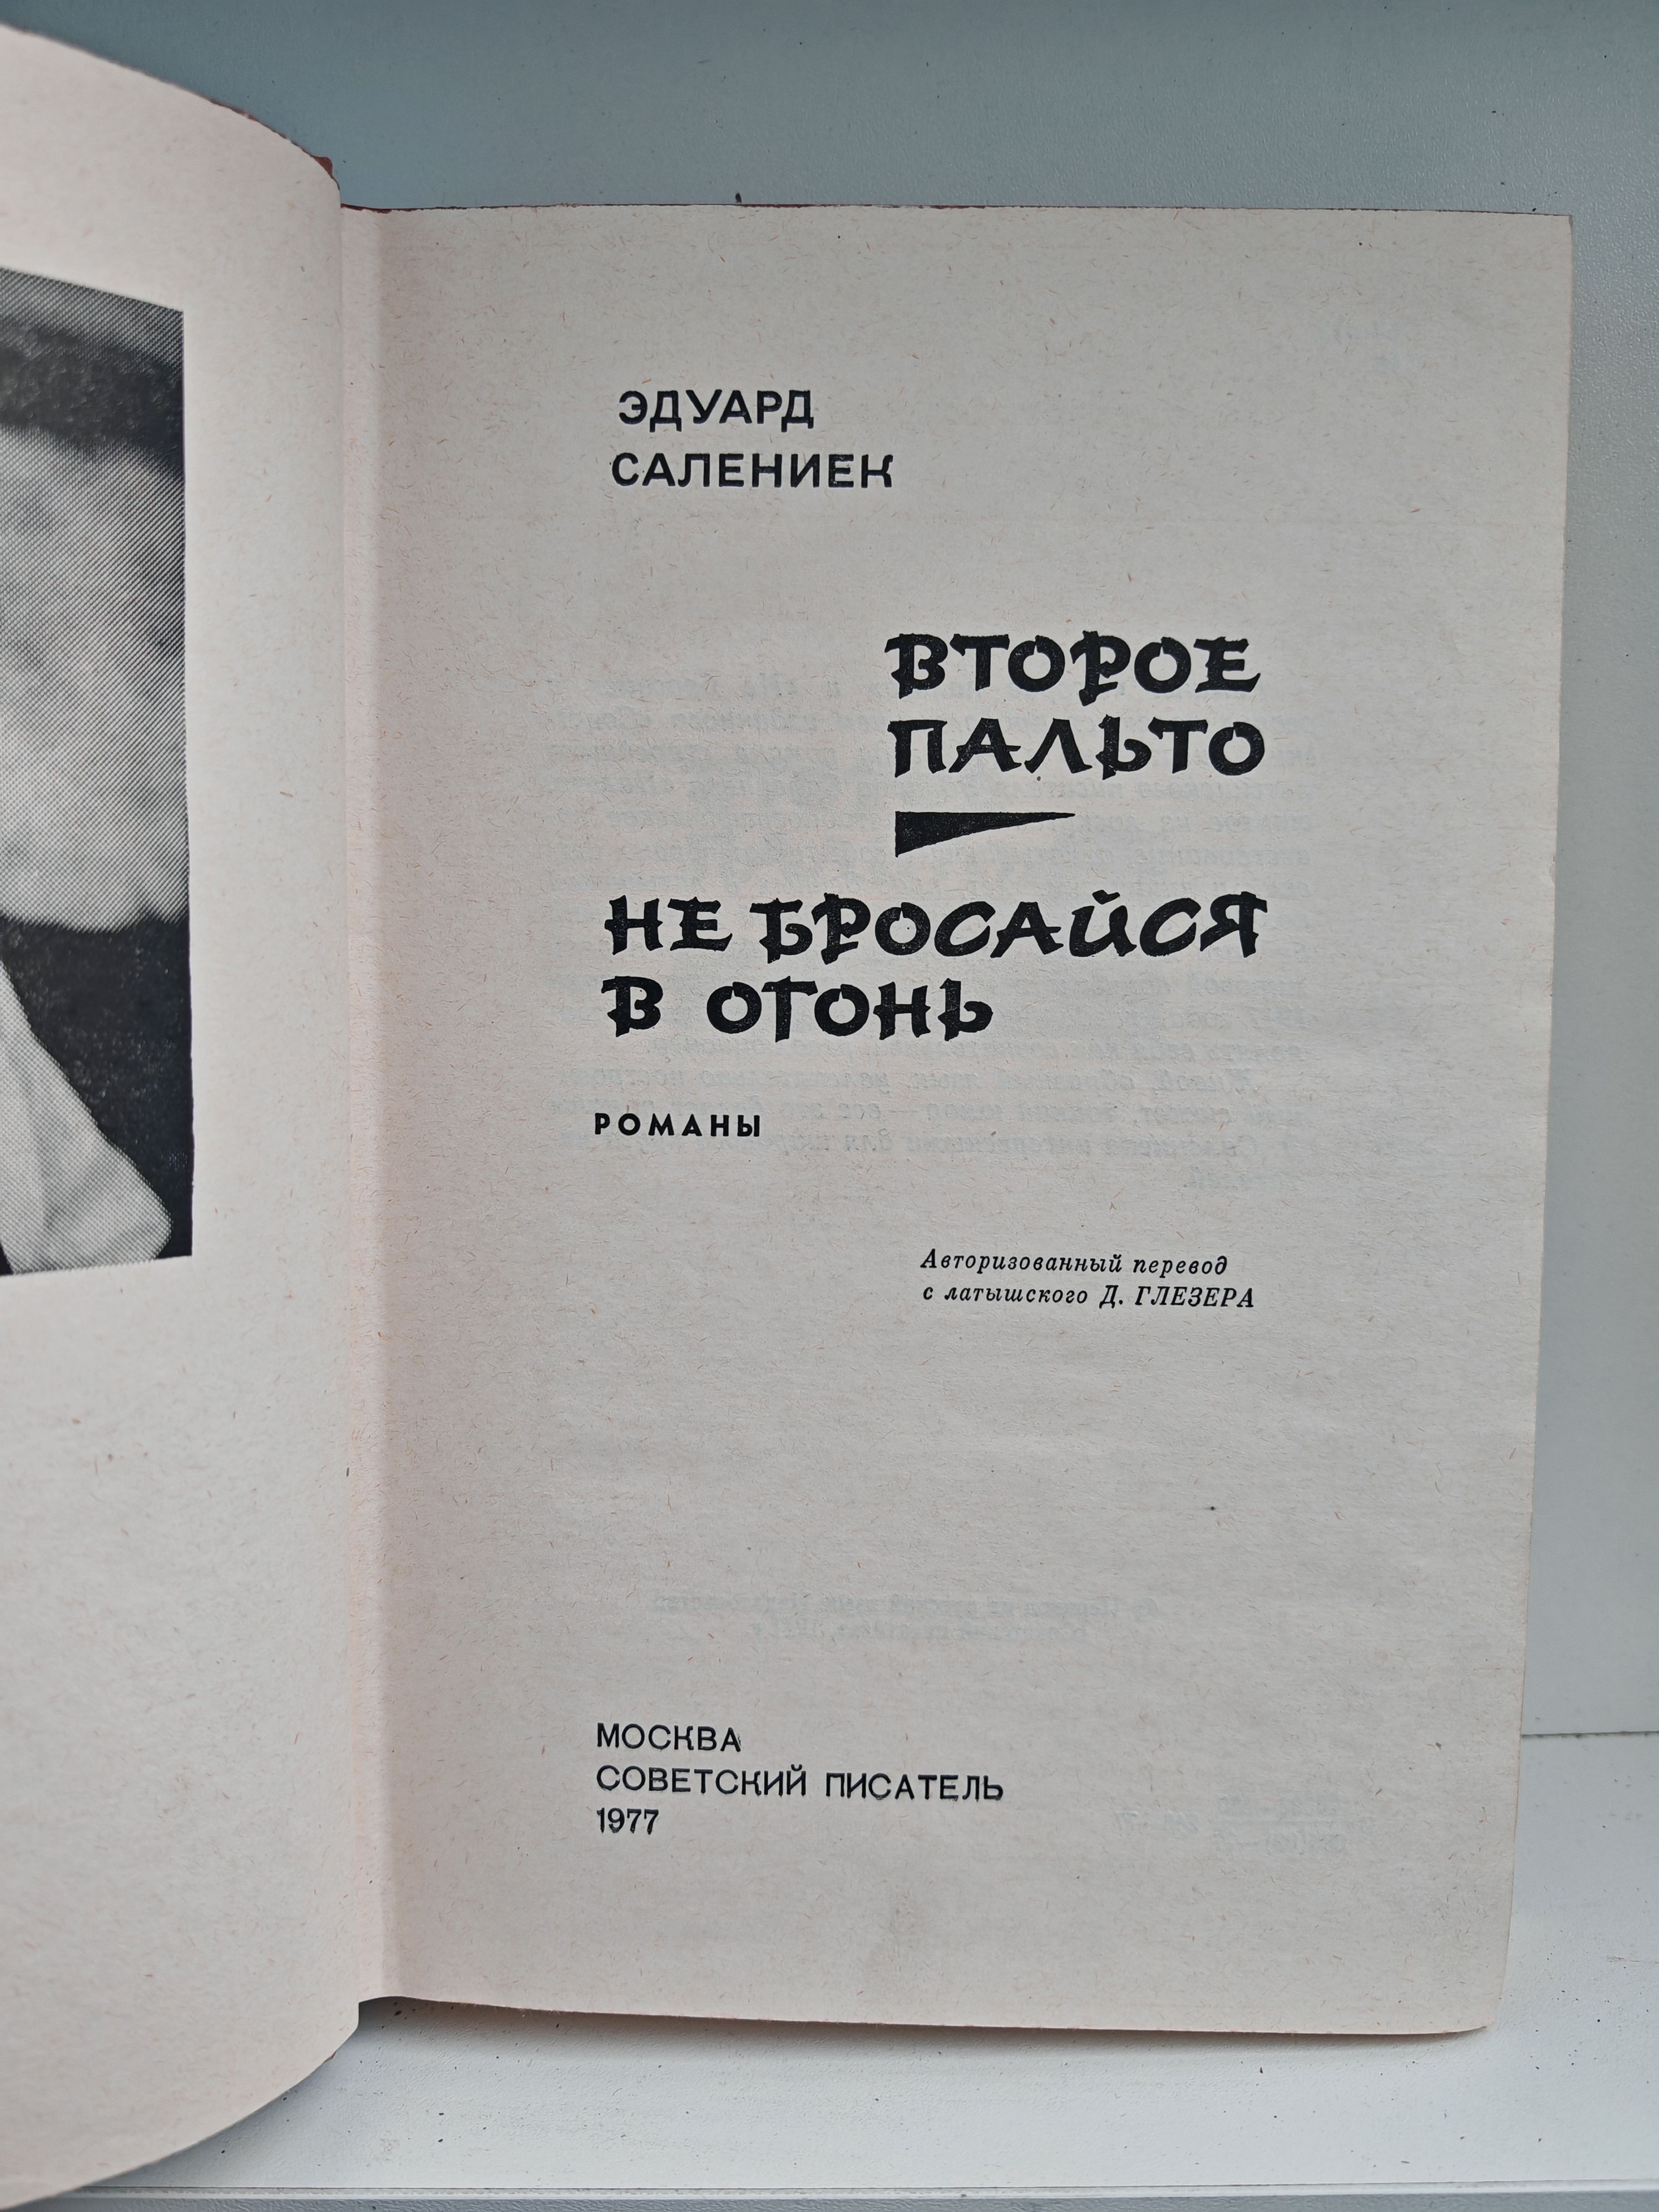 ЭДУАРД
САЛЕНИЕК
ВТОРОЕ
ПАЛЬТО
НЕ БРОСАЙСЯ
В ОГОНЬ
РОМАНЫ
Авторизованный перевод
с латышского Д. ГЛЕЗЕРА
МОСКВА
СОВЕТСКИЙ ПИСАТЕЛЬ
1977